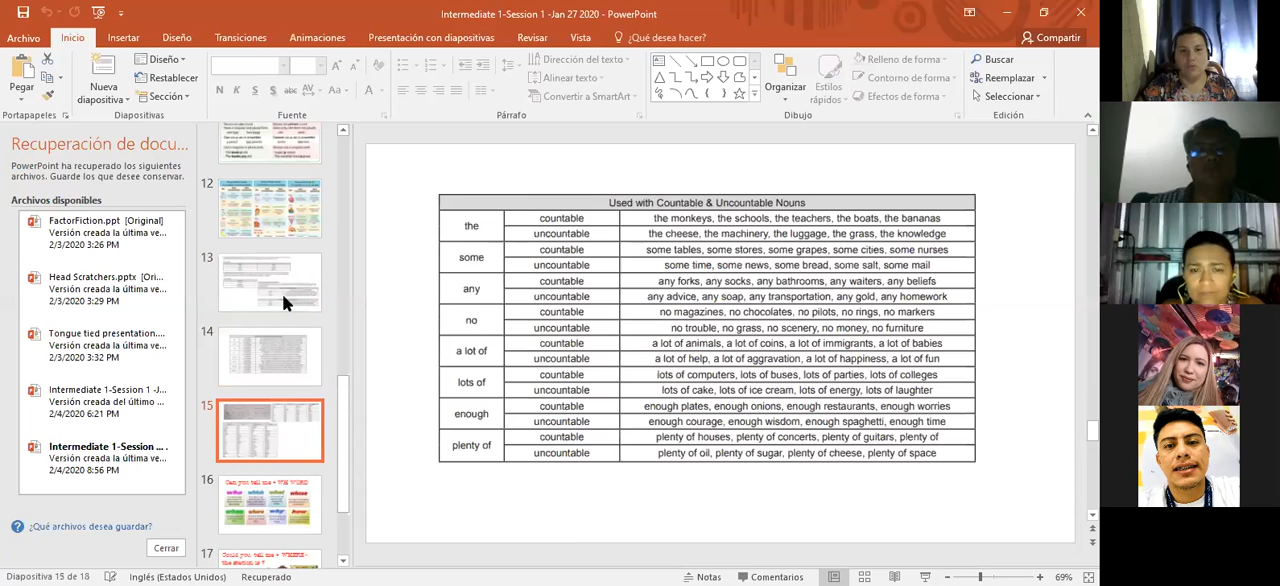 Intermediate 1-Session 1 -Jan 27 2020 - PowerPoint
Archivo Inicio Insertar Diseño Transiciones Animaciones Presentación con diapositivas Revisar Vista ¿Qué desea hacer? Compartir
Pegar
Portapapeles
Nueva diapositiva
Diseño
Restablecer
Sección
Diapositivas
N K S S abc AV Aa A
Fuente
Dirección del texto
Alinear texto
Convertir a SmartArt
Párrafo
Organizar
Estilos rápidos
Relleno de forma
Contorno de forma
Efectos de forma
Dibujo
Buscar
Reemplazar
Seleccionar
Edición
Recuperación de docu...
PowerPoint ha recuperado los siguientes archivos. Guarde los que desee conservar.
Archivos disponibles
FactorFiction.ppt [Original]
Versión creada la última ve...
2/3/2020 3:26 PM
Head Scratchers.pptx [Ori...
Versión creada la última ve...
2/3/2020 3:29 PM
Tongue tied presentation....
Versión creada la última ve...
2/3/2020 3:32 PM
Intermediate 1-Session 1 -J...
Versión creada del último ...
2/4/2020 6:21 PM
Intermediate 1-Session ...
Versión creada la última ve...
2/4/2020 8:56 PM
¿Qué archivos desea guardar?
Cerrar
12
13
14
15
16
Can you tell me + WH WORD
17
Could you tell me + WHERE -
the station is ?
Used with Countable & Uncountable Nouns
the countable the monkeys, the schools, the teachers, the boats, the bananas
uncountable the cheese, the machinery, the luggage, the grass, the knowledge
some countable some tables, some stores, some grapes, some cities, some nurses
uncountable some time, some news, some bread, some salt, some mail
any countable any forks, any socks, any bathrooms, any waiters, any beliefs
uncountable any advice, any soap, any transportation, any gold, any homework
no countable no magazines, no chocolates, no pilots, no rings, no markers
uncountable no trouble, no grass, no scenery, no money, no furniture
a lot of countable a lot of animals, a lot of coins, a lot of immigrants, a lot of babies
uncountable a lot of help, a lot of aggravation, a lot of happiness, a lot of fun
lots of countable lots of computers, lots of buses, lots of parties, lots of colleges
uncountable lots of cake, lots of ice cream, lots of energy, lots of laughter
enough countable enough plates, enough onions, enough restaurants, enough worries
uncountable enough courage, enough wisdom, enough spaghetti, enough time
plenty of countable plenty of houses, plenty of concerts, plenty of guitars, plenty of
uncountable plenty of oil, plenty of sugar, plenty of cheese, plenty of space
Diapositiva 15 de 18 Inglés (Estados Unidos) Recuperado Notas Comentarios 69%